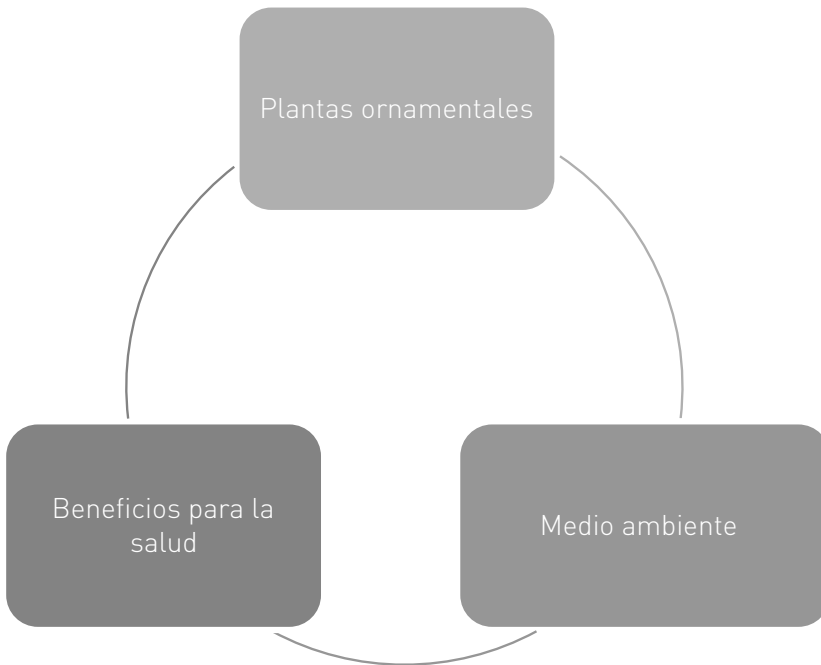 Plantas ornamentales
Beneficios para la
salud
Medio ambiente